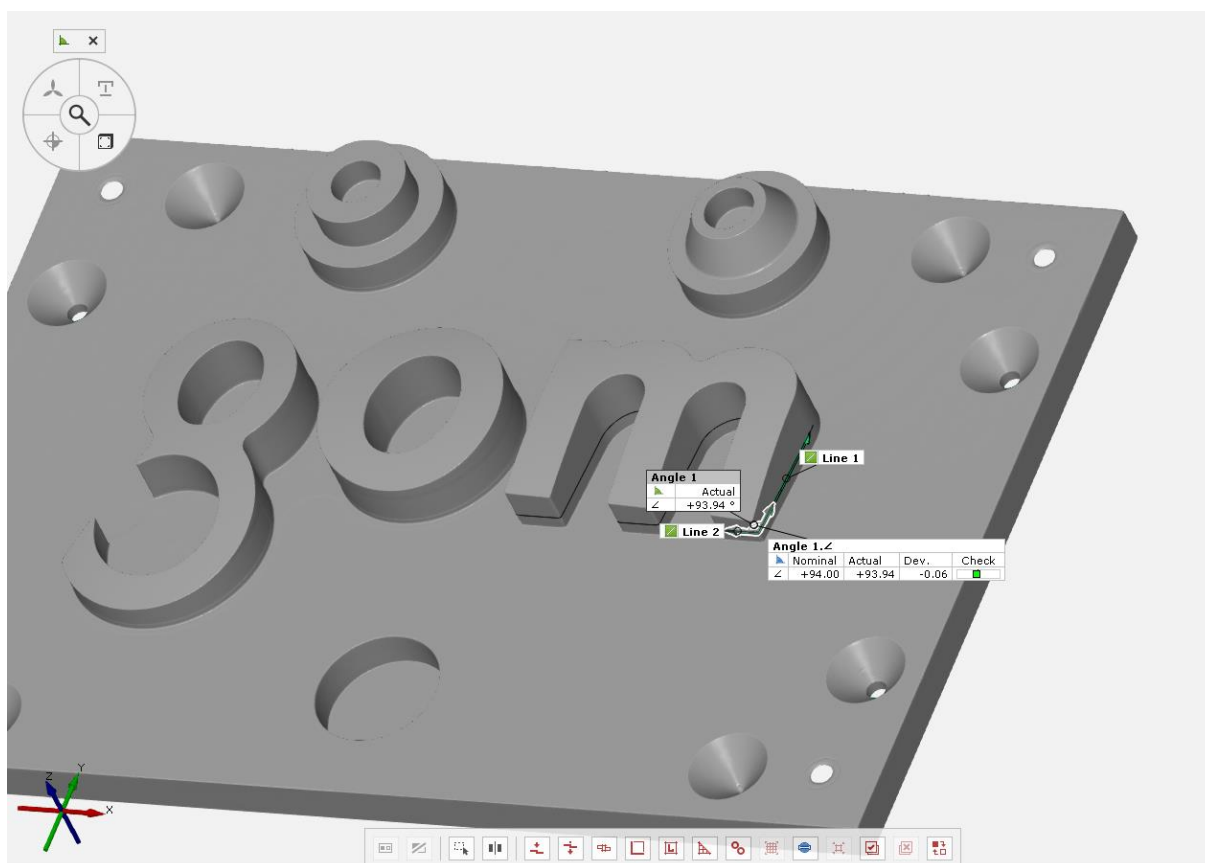 3om
Line 1
Angle 1
Actual
∠ +93.94 °
Line 2
Angle 1.∠
Nominal Actual Dev. Check
∠ +94.00 +93.94 -0.06
Z Y
X